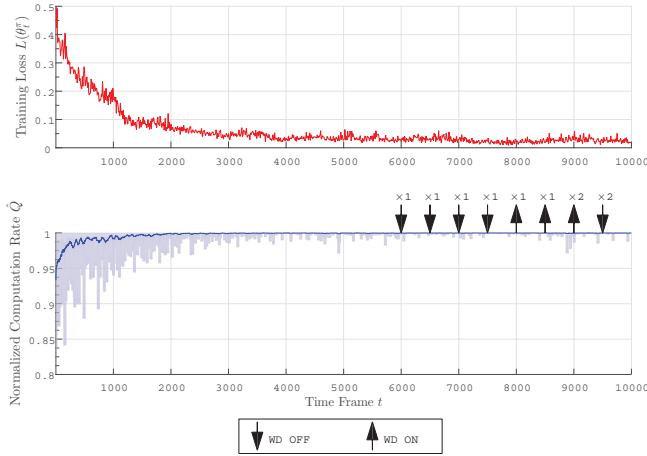 Training Loss L(θ_t^π)
0.5
0.4
0.3
0.2
0.1
0
1000 2000 3000 4000 5000 6000 7000 8000 9000 10000
×1 ×1 ×1 ×1 ×1 ×1 ×2 ×2
Normalized Computation Rate Q̂
1
0.95
0.9
0.85
0.8
1000 2000 3000 4000 5000 6000 7000 8000 9000 10000
Time Frame t
WD OFF WD ON